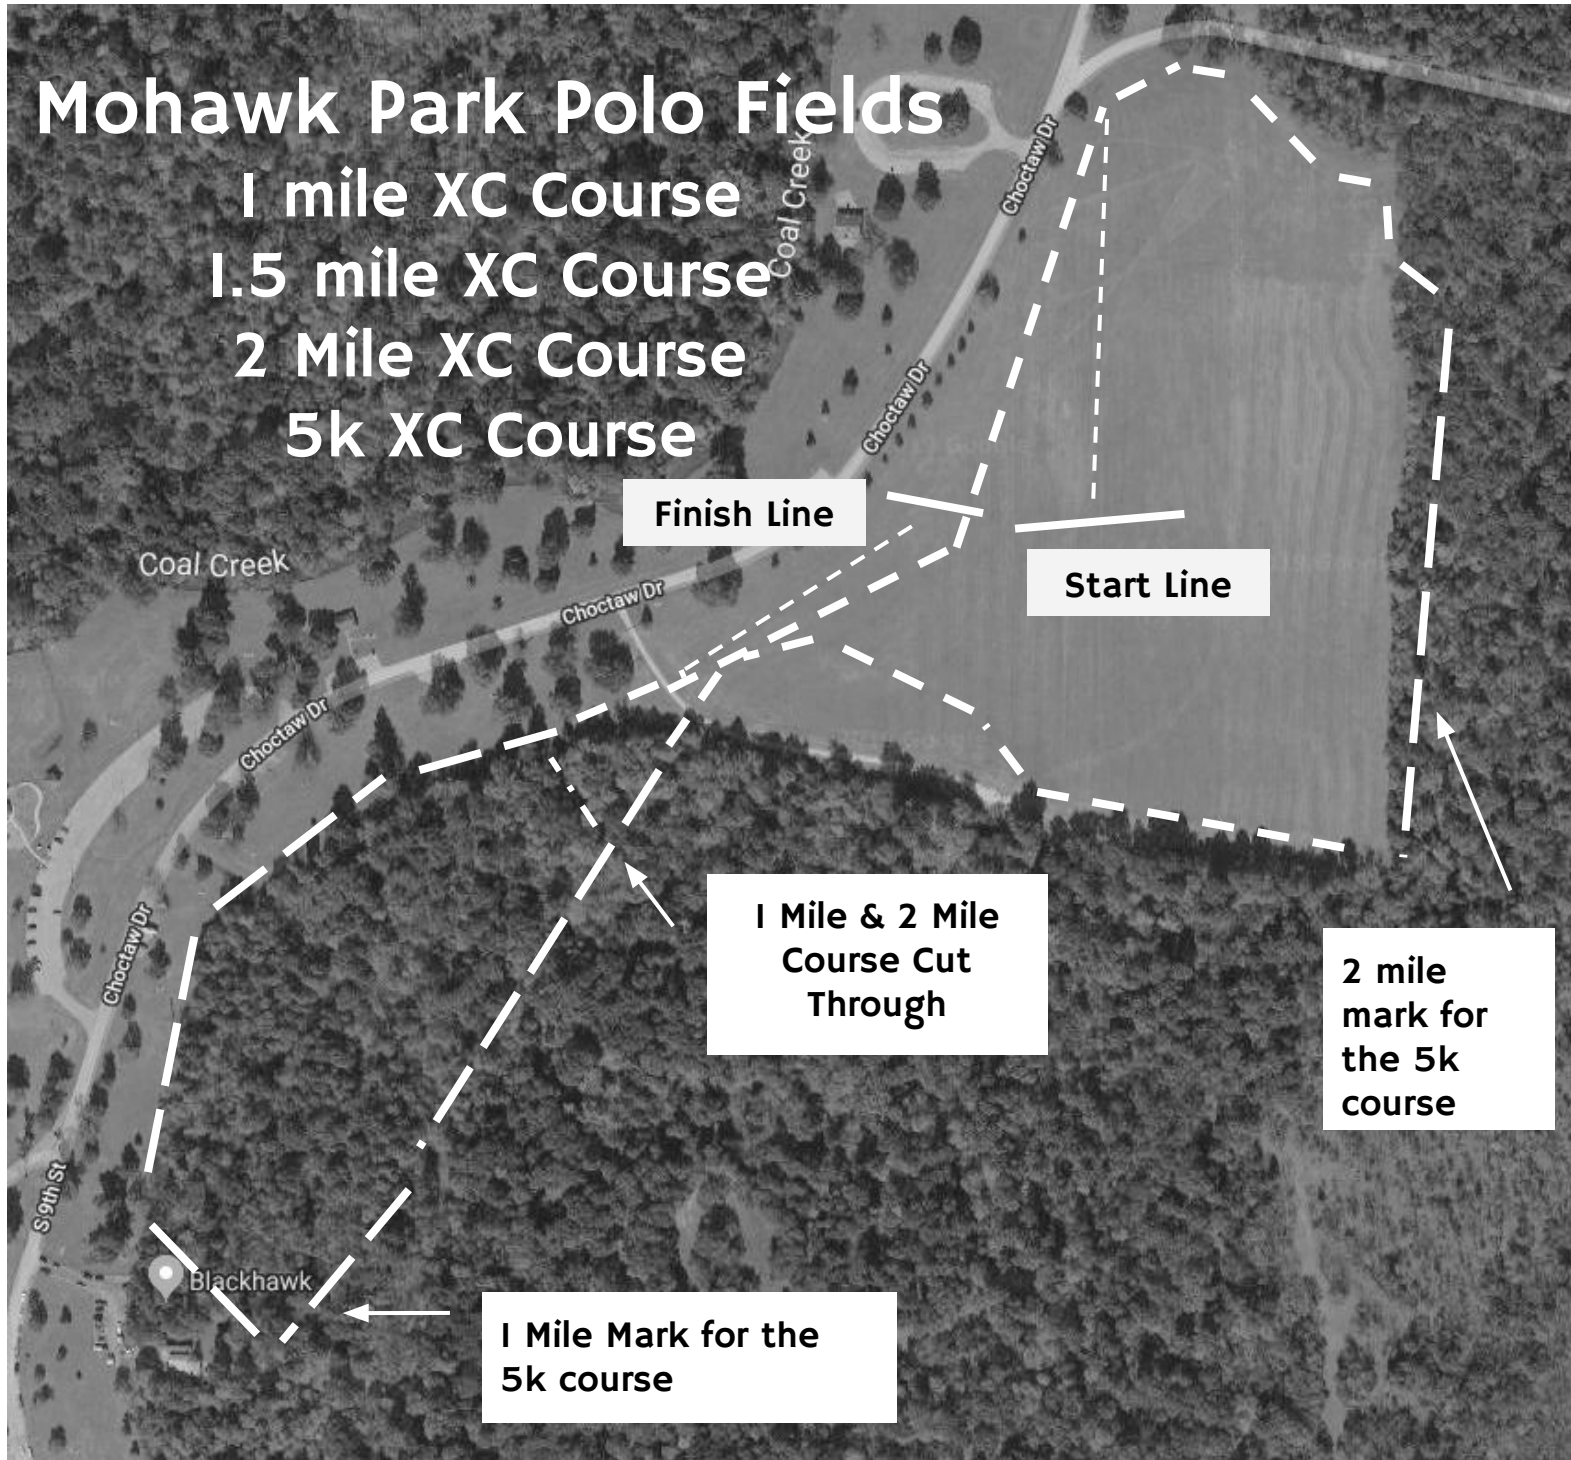 Mohawk Park Polo Fields
1 mile XC Course
1.5 mile XC Course
2 Mile XC Course
5k XC Course
Coal Creek
Choctaw Dr
Choctaw Dr
Finish Line
Start Line
Coal Creek
Choctaw Dr
Choctaw Dr
1 Mile & 2 Mile
Course Cut
Through
Choctaw Dr
2 mile
mark for
the 5k
course
S 9th St
Blackhawk
1 Mile Mark for the
5k course